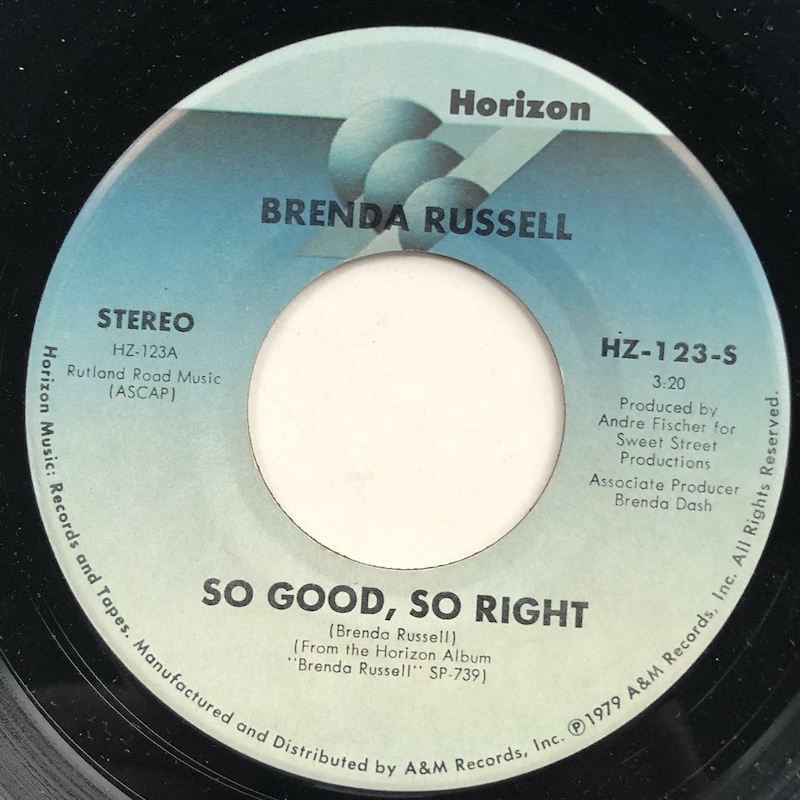 Horizon
BRENDA RUSSELL
STEREO
HZ-123A
Rutland Road Music
(ASCAP)
HZ-123-S
3:20
Produced by
Andre Fischer for
Sweet Street
Productions
Associate Producer
Brenda Dash
SO GOOD, SO RIGHT
(Brenda Russell)
(From the Horizon Album
"Brenda Russell" SP-739)
Horizon Music: Records and Tapes. Manufactured and Distributed by A&M Records, Inc. ℗1979 A&M Records, Inc. All Rights Reserved.